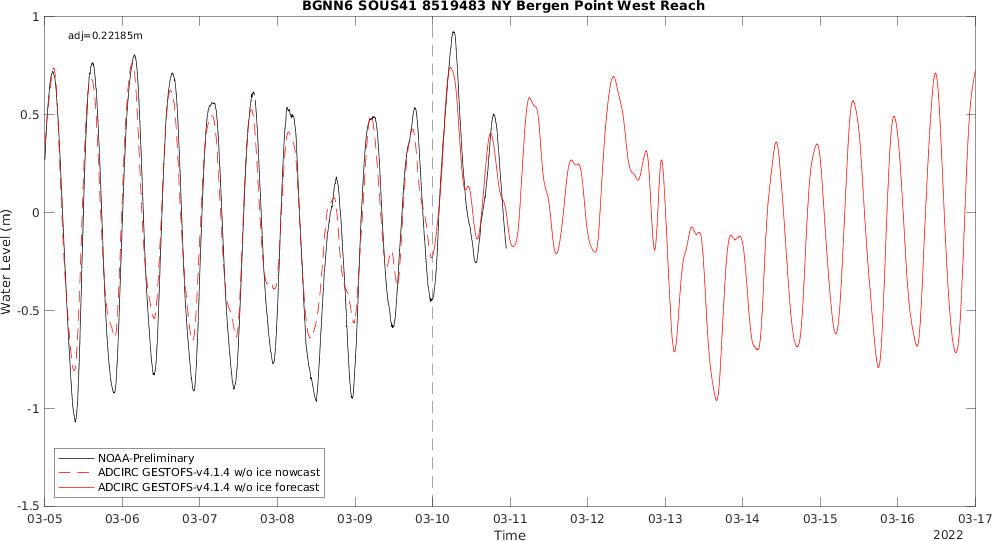 BGNN6 SOUS41 8519483 NY Bergen Point West Reach
adj=0.22185m
1
0.5
0
-0.5
-1
-1.5
Water Level (m)
NOAA-Preliminary
ADCIRC GESTOFS-v4.1.4 w/o ice nowcast
ADCIRC GESTOFS-v4.1.4 w/o ice forecast
03-05 03-06 03-07 03-08 03-09 03-10 03-11 03-12 03-13 03-14 03-15 03-16 03-17
Time
2022